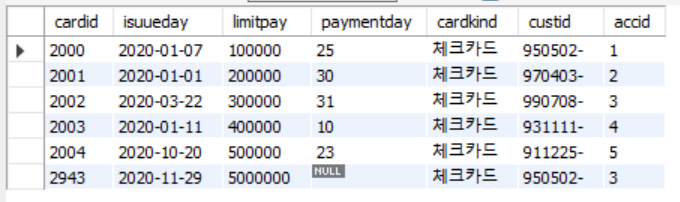 cardid isuueday limitpay paymentday cardkind custid accid
2000 2020-01-07 100000 25 체크카드 950502- 1
2001 2020-01-01 200000 30 체크카드 970403- 2
2002 2020-03-22 300000 31 체크카드 990708- 3
2003 2020-01-11 400000 10 체크카드 931111- 4
2004 2020-10-20 500000 23 체크카드 911225- 5
2943 2020-11-29 5000000 NULL 체크카드 950502- 3